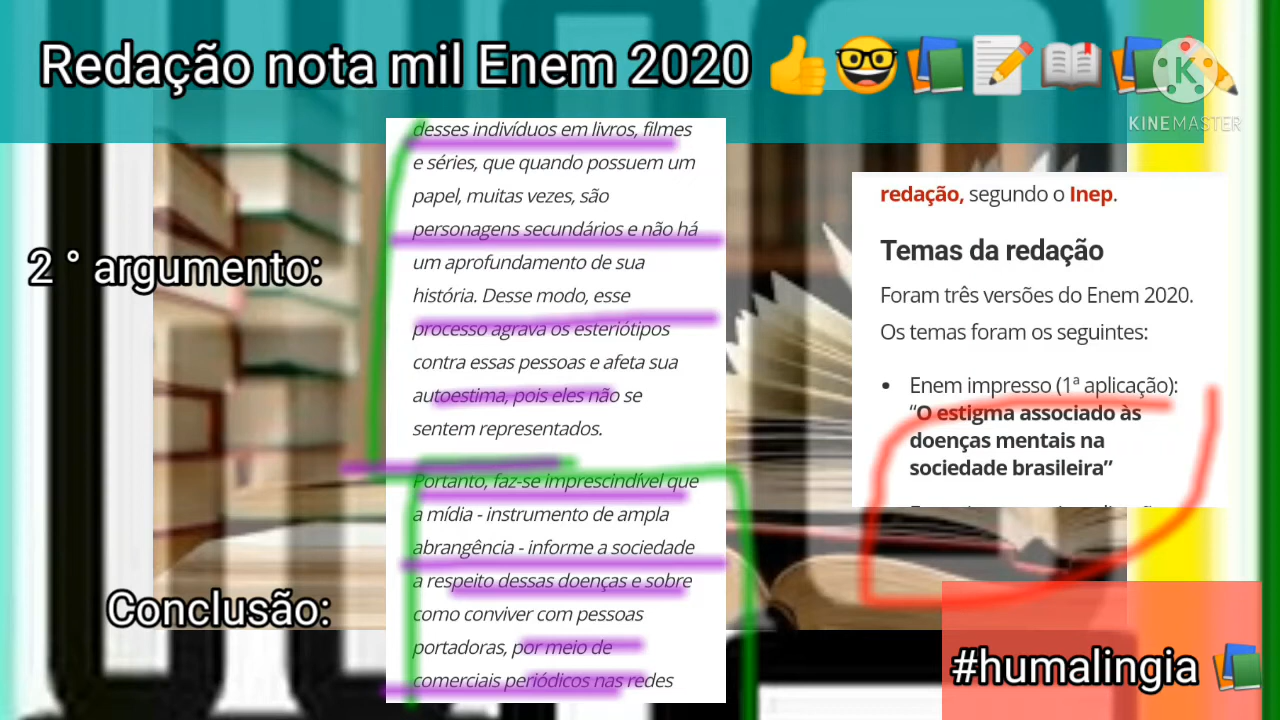 Redação nota mil Enem 2020
KINEMASTER
2 ° argumento:
desses indivíduos em livros, filmes
e séries, que quando possuem um
papel, muitas vezes, são
personagens secundários e não há
um aprofundamento de sua
história. Desse modo, esse
processo agrava os esteriótipos
contra essas pessoas e afeta sua
autoestima, pois eles não se
sentem representados.
Conclusão:
Portanto, faz-se imprescindível que
a mídia - instrumento de ampla
abrangência - informe a sociedade
a respeito dessas doenças e sobre
como conviver com pessoas
portadoras, por meio de
comerciais periódicos nas redes
redação, segundo o Inep.
Temas da redação
Foram três versões do Enem 2020.
Os temas foram os seguintes:
• Enem impresso (1ª aplicação):
“O estigma associado às
doenças mentais na
sociedade brasileira”
#humalingia